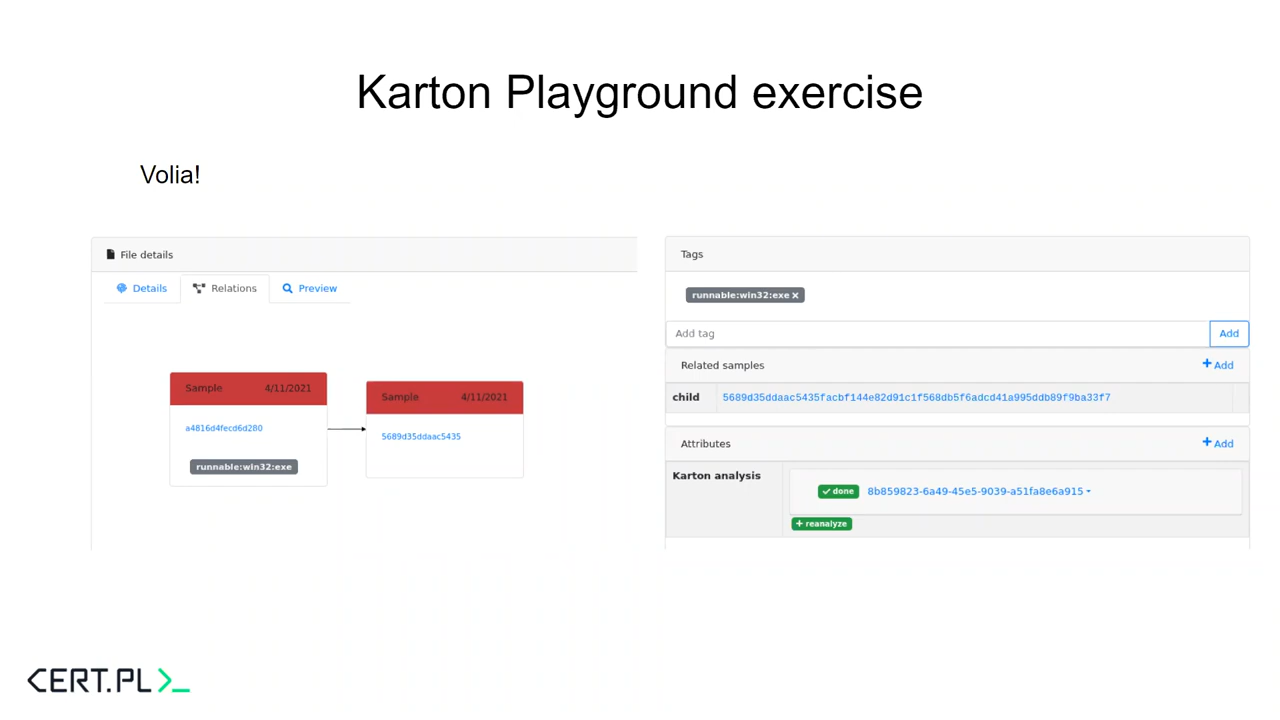 Karton Playground exercise
Volia!
File details
Details Relations Preview
Sample 4/11/2021
a4816d4fecd6d280
runnable:win32:exe
Sample 4/11/2021
5689d35ddaac5435
Tags
runnable:win32:exe x
Add tag Add
Related samples + Add
child 5689d35ddaac5435facbf144e82d91c1f568db5f6adcd41a995ddb89f9ba33f7
Attributes + Add
Karton analysis done 8b859823-6a49-45e5-9039-a51fa8e6a915
+ reanalyze
<CERT.PL>_